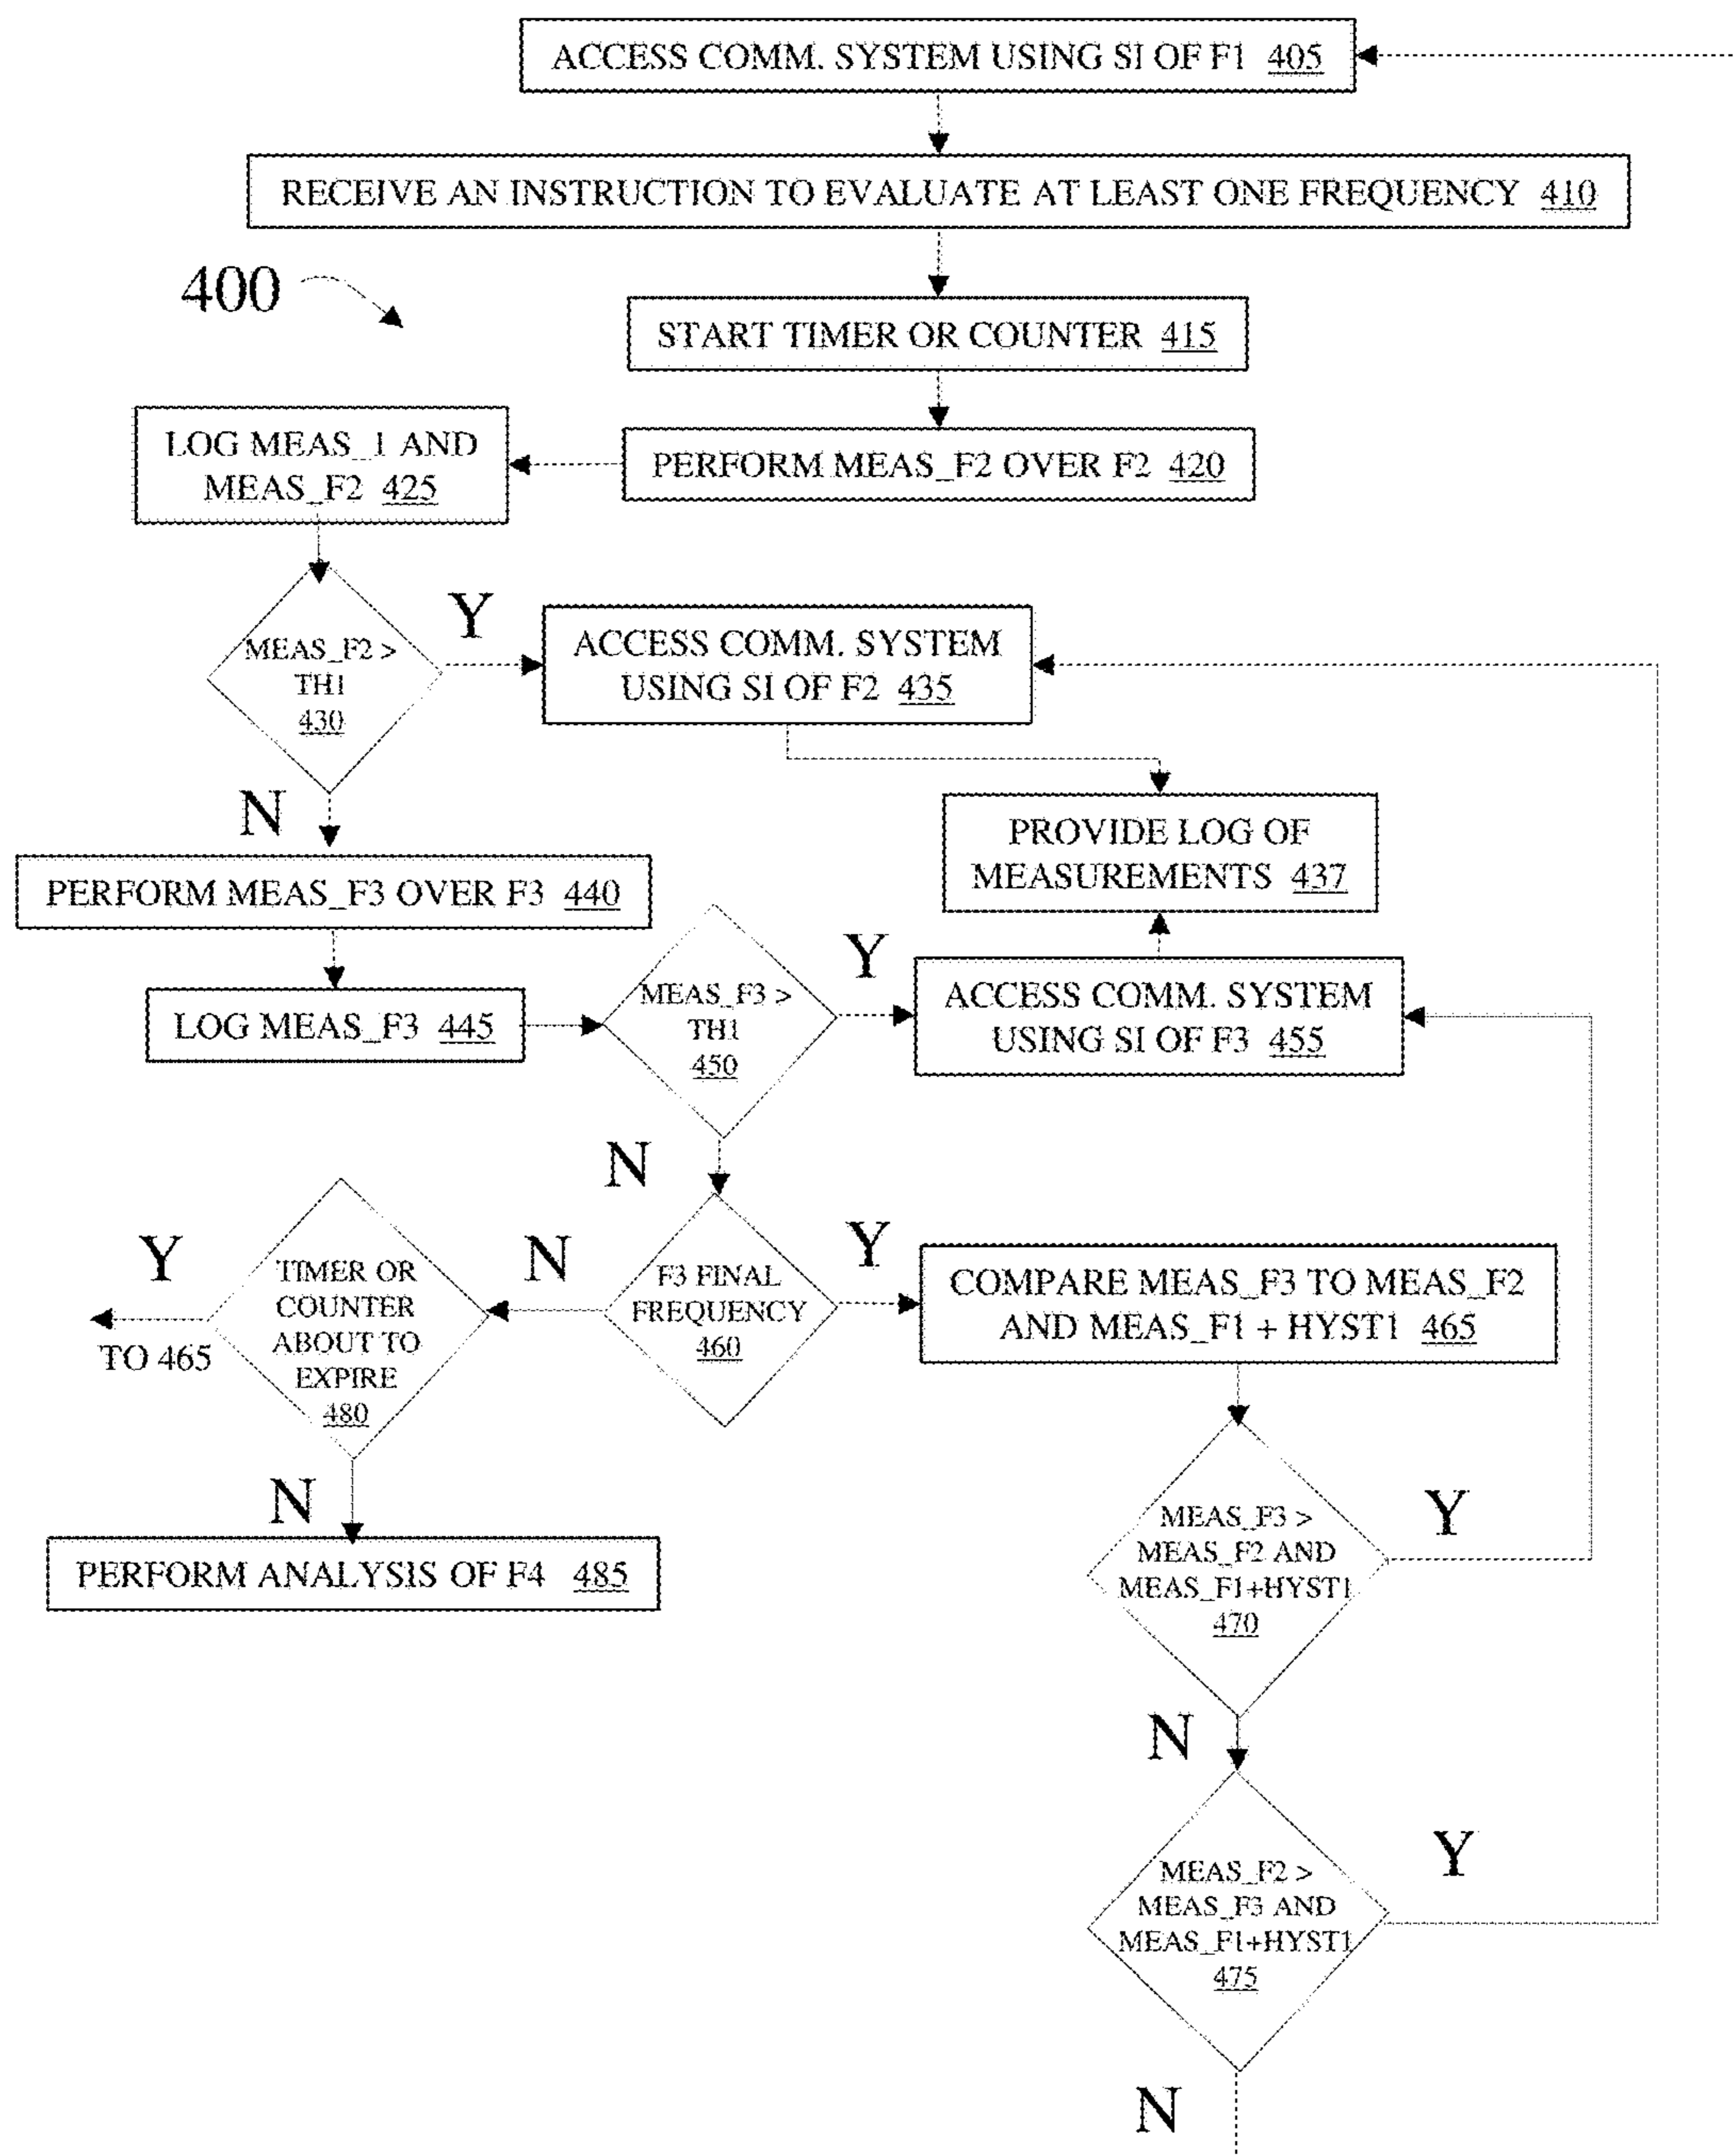 ACCESS COMM. SYSTEM USING SI OF F1 405
RECEIVE AN INSTRUCTION TO EVALUATE AT LEAST ONE FREQUENCY 410
400
START TIMER OR COUNTER 415
PERFORM MEAS_F2 OVER F2 420
LOG MEAS_1 AND
MEAS_F2 425
MEAS_F2 >
TH1
430
Y
N
ACCESS COMM. SYSTEM
USING SI OF F2 435
PROVIDE LOG OF
MEASUREMENTS 437
PERFORM MEAS_F3 OVER F3 440
LOG MEAS_F3 445
MEAS_F3 >
TH1
450
Y
N
ACCESS COMM. SYSTEM
USING SI OF F3 455
F3 FINAL
FREQUENCY
460
Y
N
COMPARE MEAS_F3 TO MEAS_F2
AND MEAS_F1 + HYST1 465
TIMER OR
COUNTER
ABOUT TO
EXPIRE
480
Y
TO 465
N
PERFORM ANALYSIS OF F4 485
MEAS_F3 >
MEAS_F2 AND
MEAS_F1+HYST1
470
Y
N
MEAS_F2 >
MEAS_F3 AND
MEAS_F1+HYST1
475
Y
N